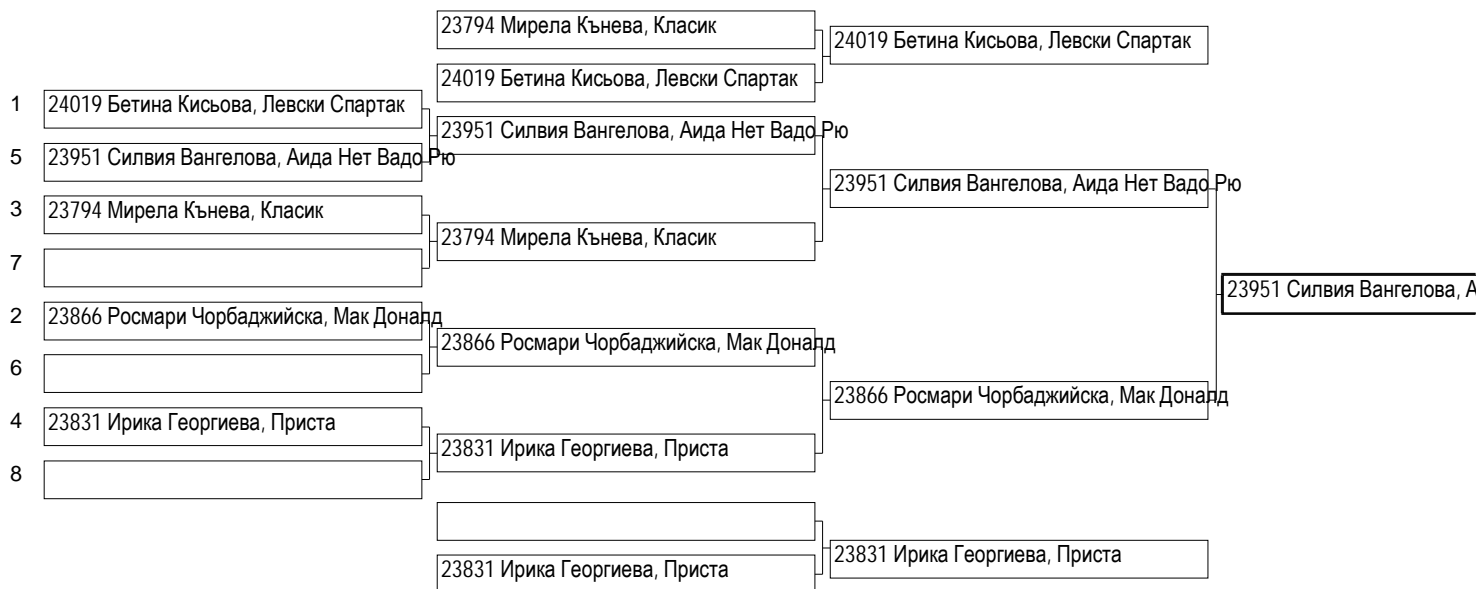 23794 Мирела Кънева, Класик
24019 Бетина Кисьова, Левски Спартак
24019 Бетина Кисьова, Левски Спартак
1 24019 Бетина Кисьова, Левски Спартак
23951 Силвия Вангелова, Аида Нет Вадо Рю
5 23951 Силвия Вангелова, Аида Нет Вадо Рю
23951 Силвия Вангелова, Аида Нет Вадо Рю
3 23794 Мирела Кънева, Класик
23794 Мирела Кънева, Класик
7
23951 Силвия Вангелова, А
2 23866 Росмари Чорбаджийска, Мак Доналд
23866 Росмари Чорбаджийска, Мак Доналд
6
23866 Росмари Чорбаджийска, Мак Доналд
4 23831 Ирика Георгиева, Приста
23831 Ирика Георгиева, Приста
8
23831 Ирика Георгиева, Приста
23831 Ирика Георгиева, Приста